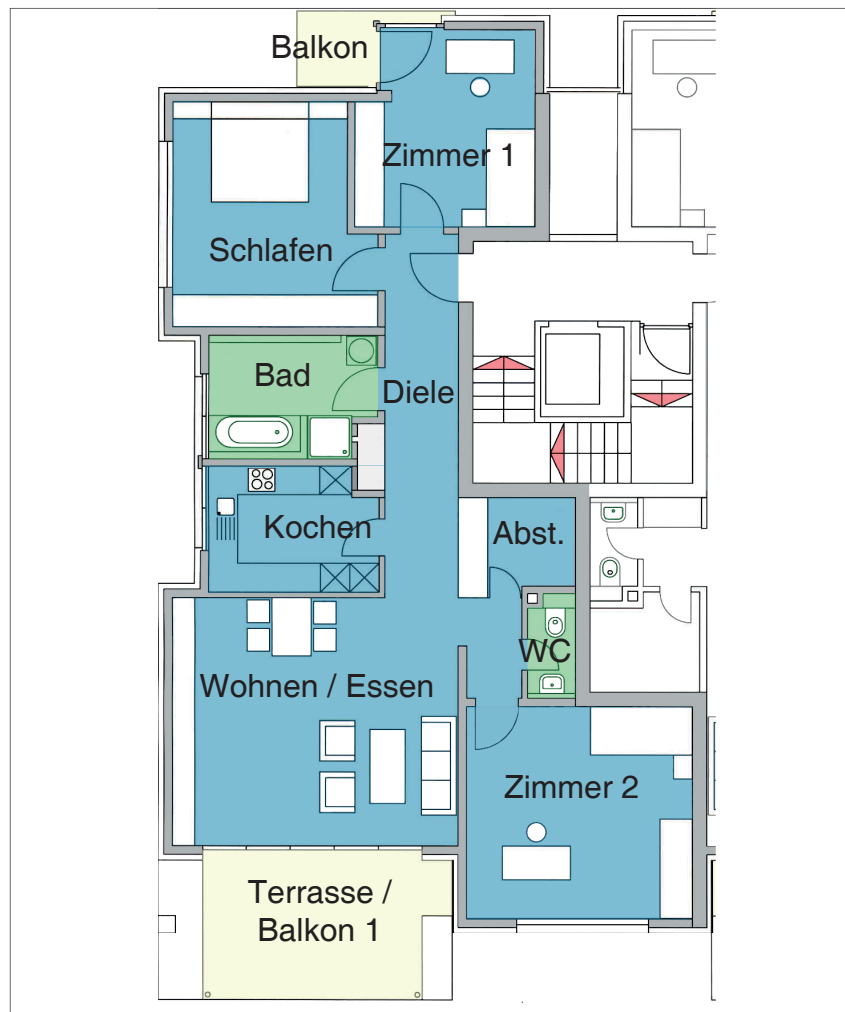 Balkon
Zimmer 1
Schlafen
Bad
Diele
Kochen
Abst.
WC
Wohnen / Essen
Zimmer 2
Terrasse /
Balkon 1